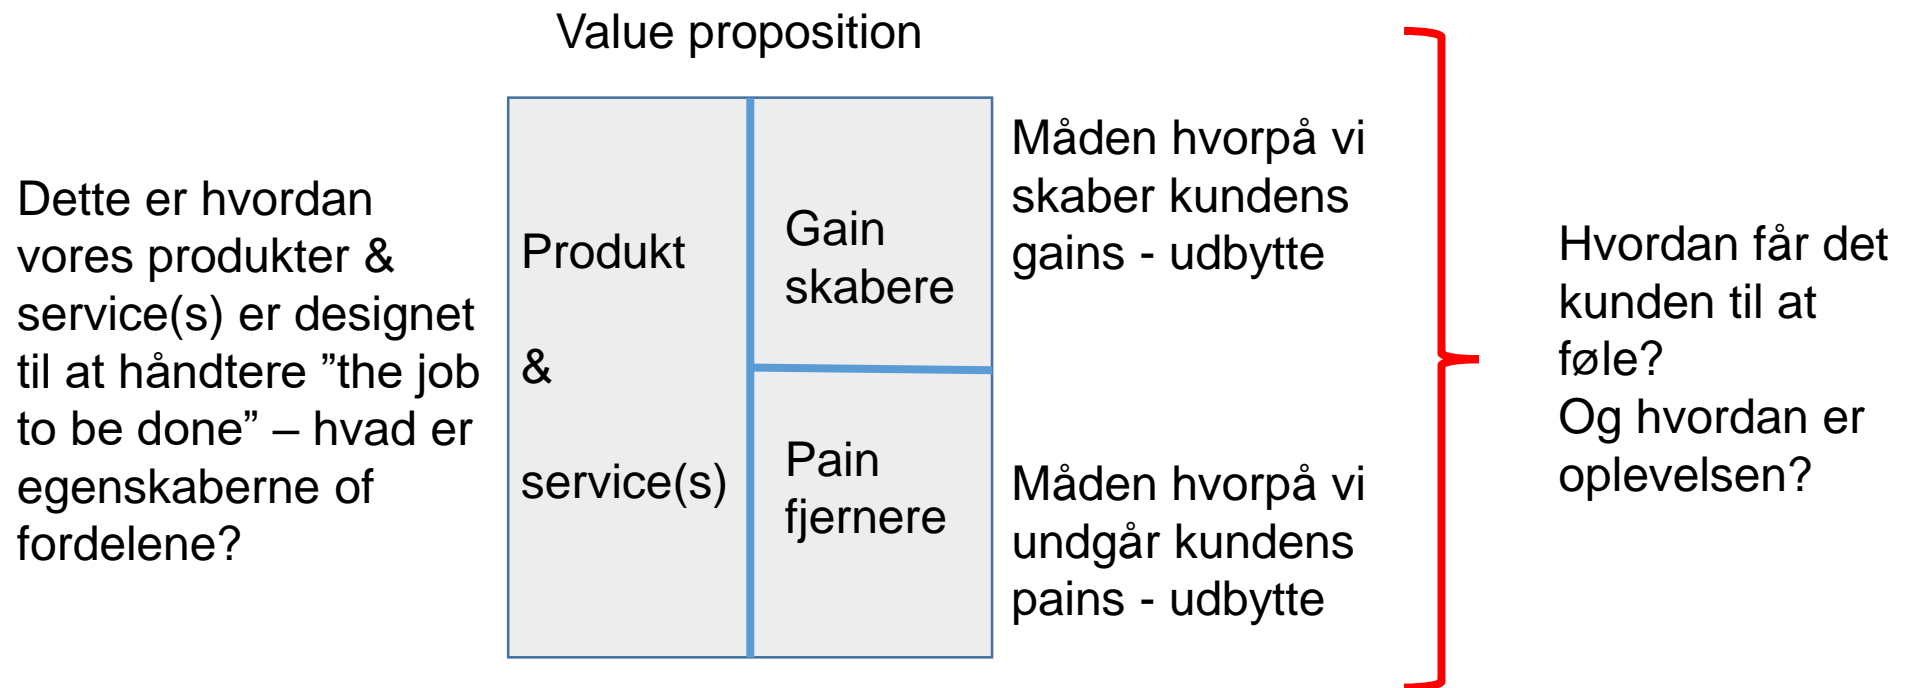 Value proposition
Dette er hvordan
vores produkter &
service(s) er designet
til at håndtere ”the job
to be done” – hvad er
egenskaberne of
fordelene?
Produkt
&
service(s)
Gain
skabere
Pain
fjernere
Måden hvorpå vi
skaber kundens
gains - udbytte
Måden hvorpå vi
undgår kundens
pains - udbytte
Hvordan får det
kunden til at
føle?
Og hvordan er
oplevelsen?